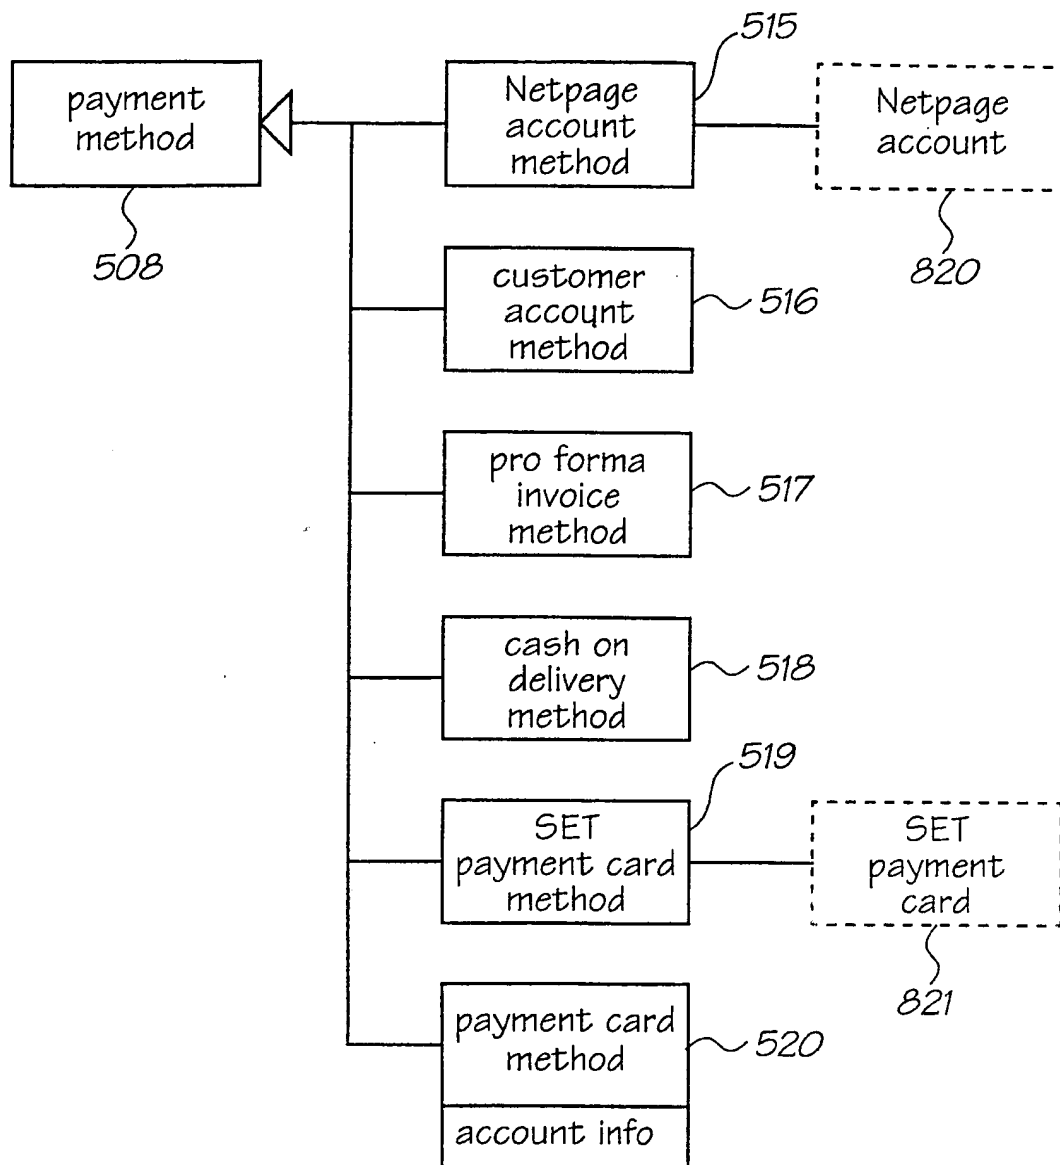 515
payment
method
Netpage
account
method
Netpage
account
508
820
customer
account
method
516
pro forma
invoice
method
517
cash on
delivery
method
518
519
SET
payment card
method
SET
payment
card
821
payment card
method
520
account info